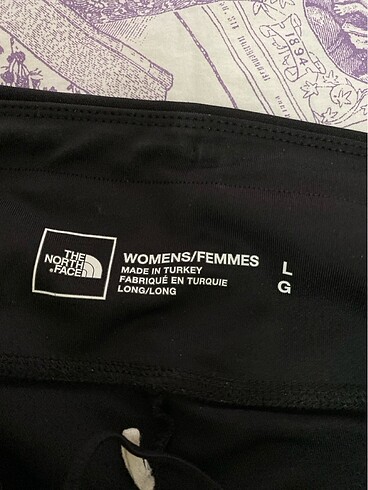 1894
THE
NORTH
FACE
WOMENS/FEMMES
MADE IN TURKEY
FABRIQUÉ EN TURQUIE
LONG/LONG
L
G